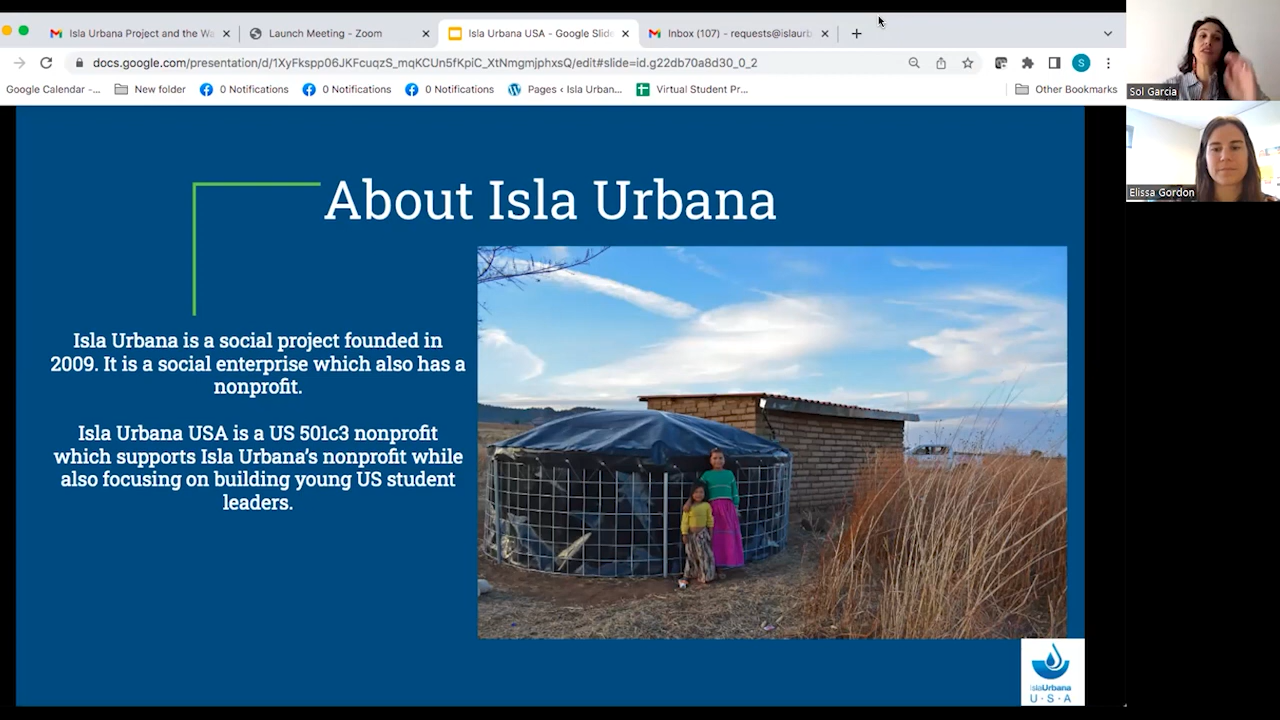 Isla Urbana Project and the Wa
Launch Meeting - Zoom
Isla Urbana USA - Google Slide
Inbox (107) - requests@islaurb
docs.google.com/presentation/d/1XyFkspp06JKFcuqzS_mqKCUn5fKpiC_XtNmgmjphxsQ/edit#slide=id.g22db70a8d30_0_2
S
Google Calendar -...
New folder
0 Notifications
0 Notifications
0 Notifications
Pages ‹ Isla Urban...
Virtual Student Pr...
Other Bookmarks
Sol Garcia
Elissa Gordon
About Isla Urbana
Isla Urbana is a social project founded in
2009. It is a social enterprise which also has a
nonprofit.
Isla Urbana USA is a US 501c3 nonprofit
which supports Isla Urbana's nonprofit while
also focusing on building young US student
leaders.
islaUrbana
U·S·A